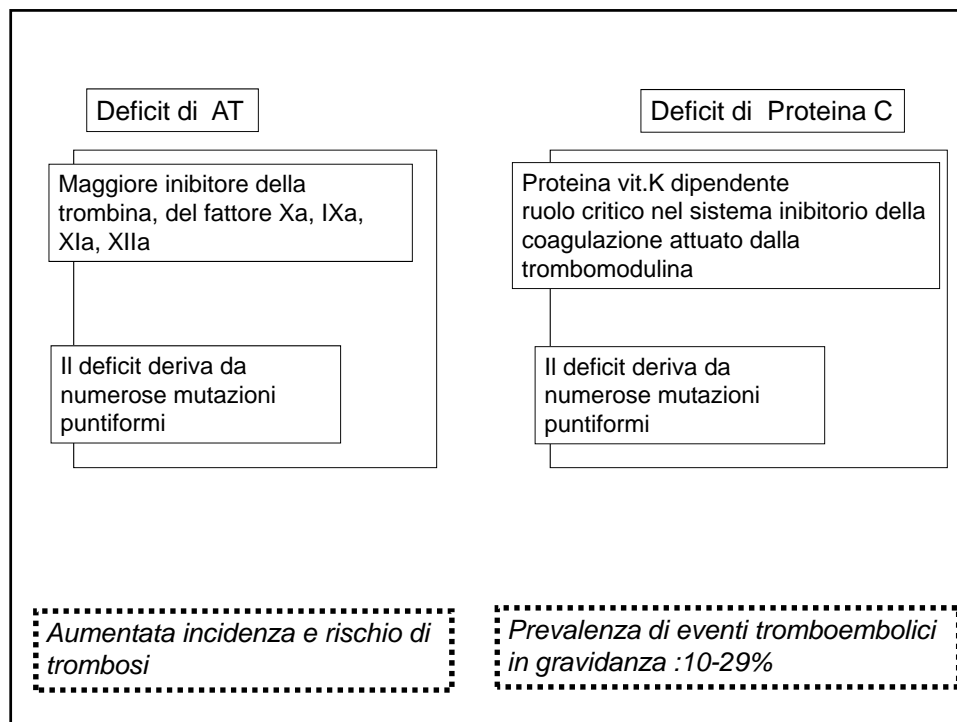 Deficit di AT
Maggiore inibitore della
trombina, del fattore Xa, IXa,
XIa, XIIa
Il deficit deriva da
numerose mutazioni
puntiformi
Aumentata incidenza e rischio di
trombosi
Deficit di Proteina C
Proteina vit.K dipendente
ruolo critico nel sistema inibitorio della
coagulazione attuato dalla
trombomodulina
Il deficit deriva da
numerose mutazioni
puntiformi
Prevalenza di eventi tromboembolici
in gravidanza :10-29%